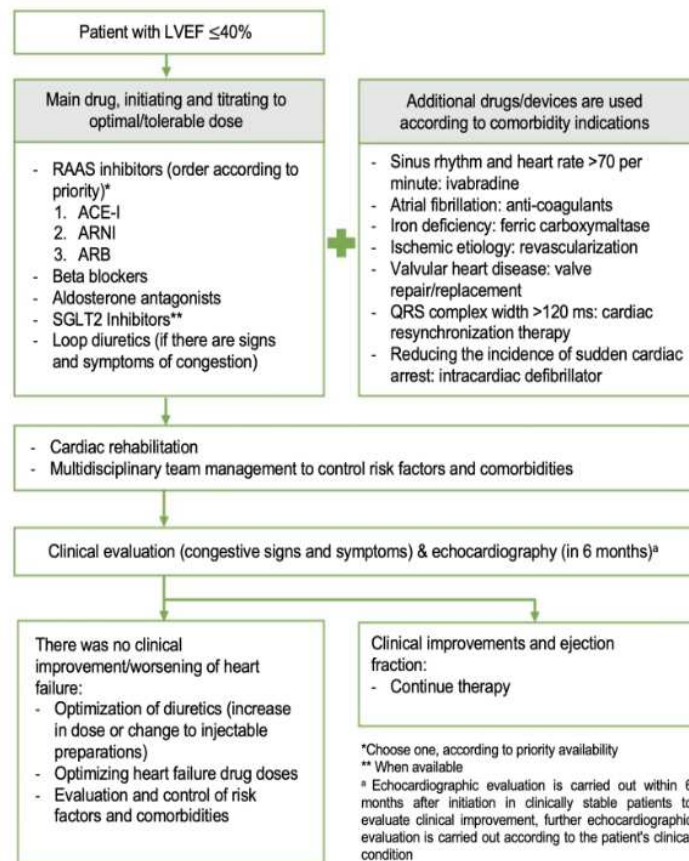 Patient with LVEF ≤40%
Main drug, initiating and titrating to
optimal/tolerable dose
- RAAS inhibitors (order according to
priority)*
1. ACE-I
2. ARNI
3. ARB
- Beta blockers
- Aldosterone antagonists
- SGLT2 Inhibitors**
- Loop diuretics (if there are signs
and symptoms of congestion)
Additional drugs/devices are used
according to comorbidity indications
- Sinus rhythm and heart rate >70 per
minute: ivabradine
- Atrial fibrillation: anti-coagulants
- Iron deficiency: ferric carboxymaltase
- Ischemic etiology: revascularization
- Valvular heart disease: valve
repair/replacement
- QRS complex width >120 ms: cardiac
resynchronization therapy
- Reducing the incidence of sudden cardiac
arrest: intracardiac defibrillator
- Cardiac rehabilitation
- Multidisciplinary team management to control risk factors and comorbidities
Clinical evaluation (congestive signs and symptoms) & echocardiography (in 6 months)ᵃ
There was no clinical
improvement/worsening of heart
failure:
- Optimization of diuretics (increase
in dose or change to injectable
preparations)
- Optimizing heart failure drug doses
- Evaluation and control of risk
factors and comorbidities
Clinical improvements and ejection
fraction:
- Continue therapy
*Choose one, according to priority availability
** When available
ᵃ Echocardiographic evaluation is carried out within 6
months after initiation in clinically stable patients to
evaluate clinical improvement, further echocardiographic
evaluation is carried out according to the patient's clinical
condition